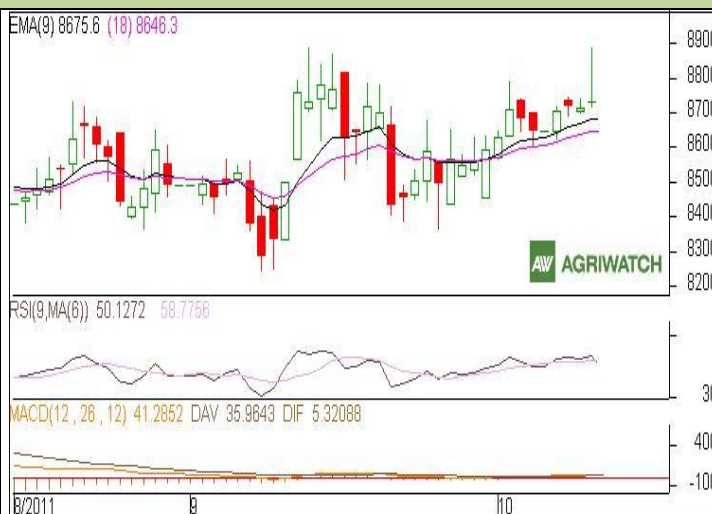 EMA(9) 8675.6 (18) 8646.3
8900
8800
8700
8600
8500
8400
8300
8200
AW AGRIWATCH
RSI(9,MA(6)) 50.1272 58.7756
30
MACD(12 , 26 , 12) 41.2852 DAV 35.9643 DIF 5.32088
400
-100
8/2011 9 10